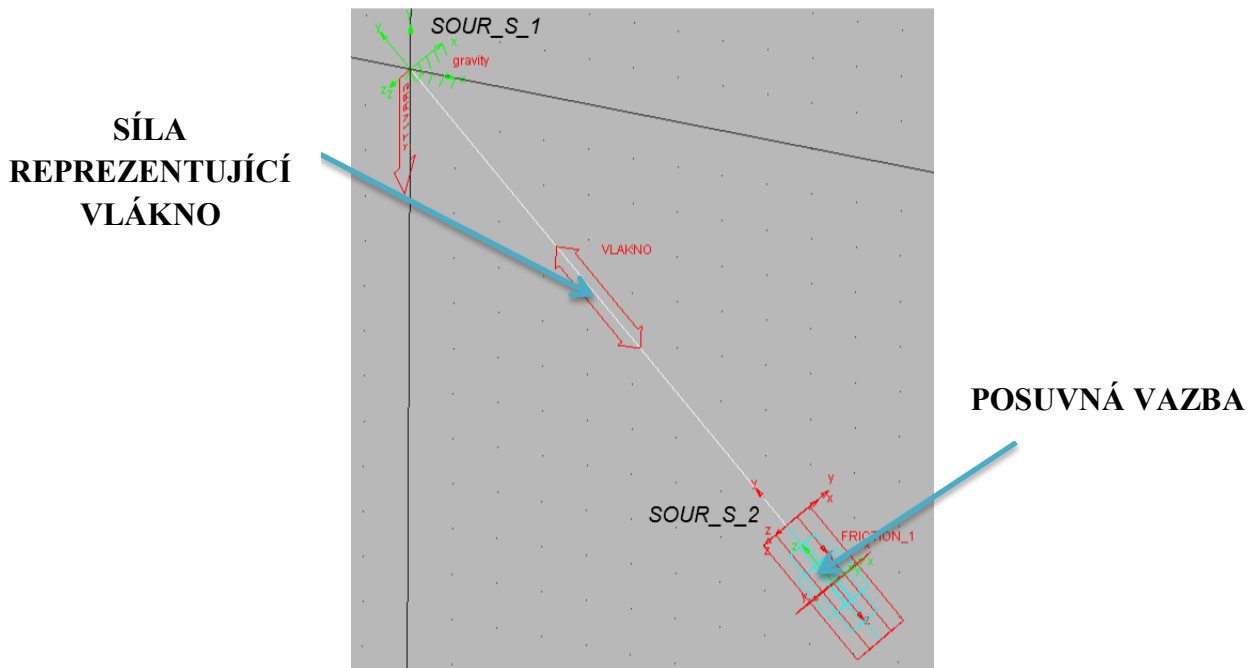 SOUR_S_1
y
y
x
gravity
z
z
SÍLA
REPREZENTUJÍCÍ
VLÁKNO
VLAKNO
POSUVNÁ VAZBA
SOUR_S_2
y
y
x
z
z
FRICTION_1
z
x
y
y
z